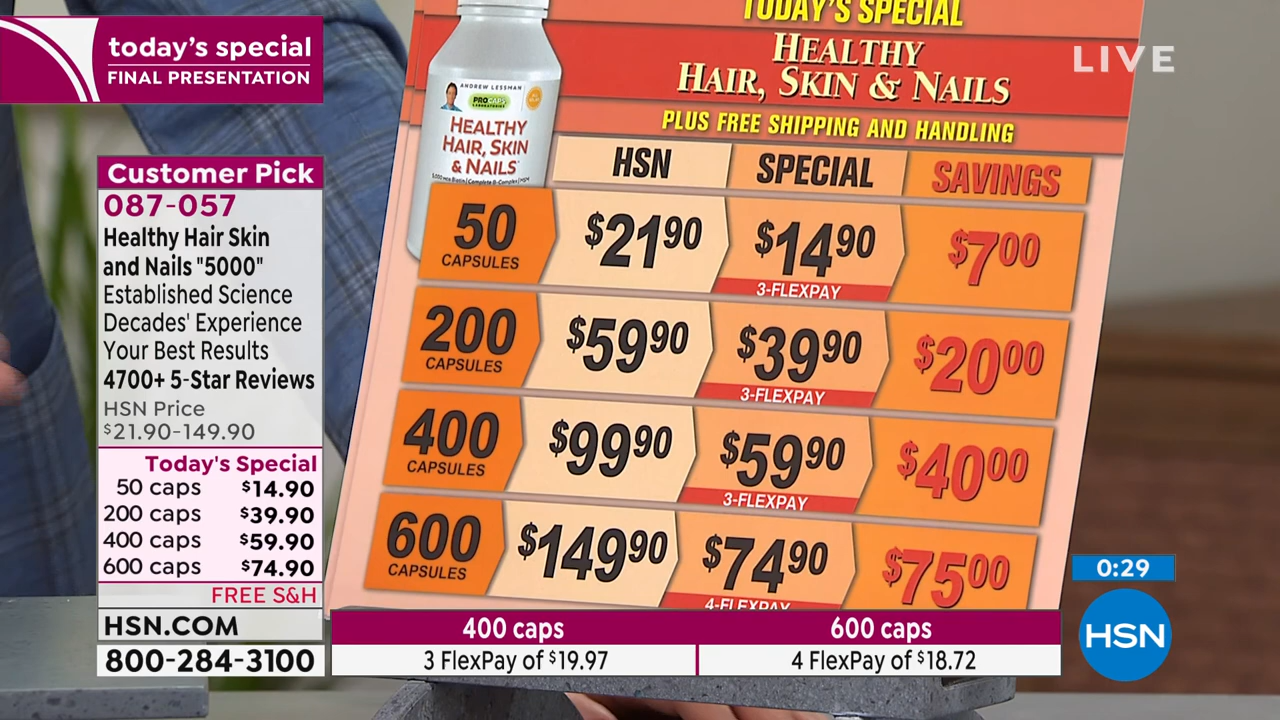 today's special
FINAL PRESENTATION
LIVE
Customer Pick
087-057
Healthy Hair Skin
and Nails "5000"
Established Science
Decades' Experience
Your Best Results
4700+ 5-Star Reviews
HSN Price
$21.90-149.90
Today's Special
50 caps $14.90
200 caps $39.90
400 caps $59.90
600 caps $74.90
FREE S&H
HSN.COM
800-284-3100
TODAY'S SPECIAL
HEALTHY
HAIR, SKIN & NAILS
PLUS FREE SHIPPING AND HANDLING
ANDREW LESSMAN
PROCAPS
LABORATORIES
HEALTHY
HAIR, SKIN
& NAILS
HSN SPECIAL SAVINGS
50 CAPSULES $21.90 $14.90 $7.00
3-FLEXPAY
200 CAPSULES $59.90 $39.90 $20.00
3-FLEXPAY
400 CAPSULES $99.90 $59.90 $40.00
3-FLEXPAY
600 CAPSULES $149.90 $74.90 $75.00
4-FLEXPAY
400 caps 600 caps
3 FlexPay of $19.97 4 FlexPay of $18.72
0:29
HSN